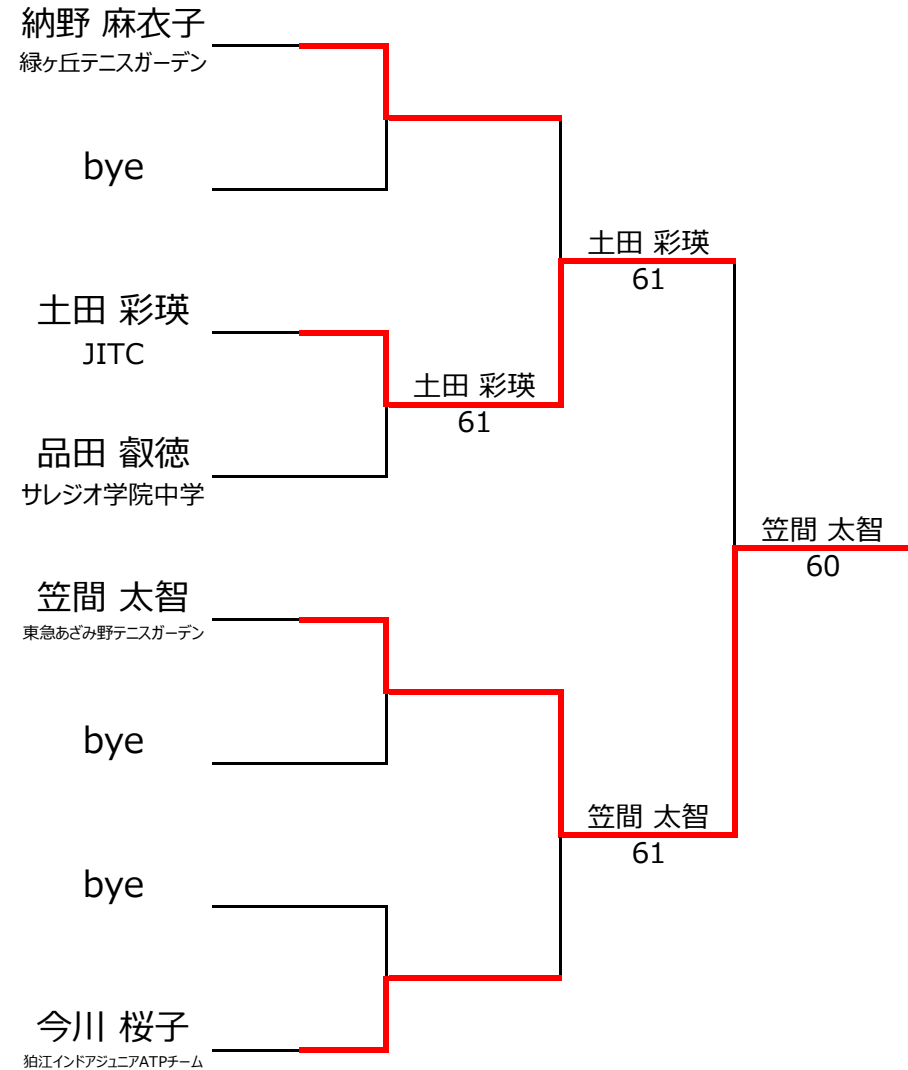 納野 麻衣子
緑ヶ丘テニスガーデン
bye
土田 彩瑛
61
土田 彩瑛
JITC
土田 彩瑛
61
品田 叡徳
サレジオ学院中学
笠間 太智
60
笠間 太智
東急あざみ野テニスガーデン
bye
笠間 太智
61
bye
今川 桜子
狛江インドアジュニアATPチーム